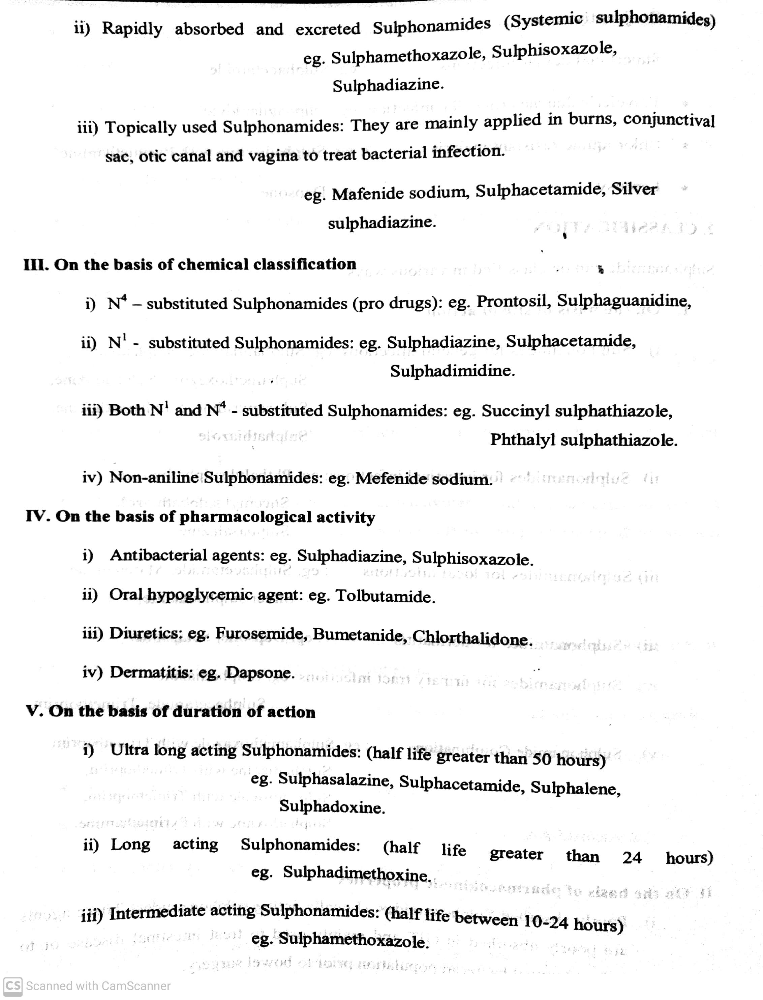 ii) Rapidly absorbed and excreted Sulphonamides (Systemic sulphonamides)
eg. Sulphamethoxazole, Sulphisoxazole,
Sulphadiazine.
iii) Topically used Sulphonamides: They are mainly applied in burns, conjunctival
sac, otic canal and vagina to treat bacterial infection.
eg. Mafenide sodium, Sulphacetamide, Silver
sulphadiazine.
III. On the basis of chemical classification
i) N⁴ – substituted Sulphonamides (pro drugs): eg. Prontosil, Sulphaguanidine,
ii) N¹ - substituted Sulphonamides: eg. Sulphadiazine, Sulphacetamide,
Sulphadimidine.
iii) Both N¹ and N⁴ - substituted Sulphonamides: eg. Succinyl sulphathiazole,
Phthalyl sulphathiazole.
iv) Non-aniline Sulphonamides: eg. Mefenide sodium.
IV. On the basis of pharmacological activity
i) Antibacterial agents: eg. Sulphadiazine, Sulphisoxazole.
ii) Oral hypoglycemic agent: eg. Tolbutamide.
iii) Diuretics: eg. Furosemide, Bumetanide, Chlorthalidone.
iv) Dermatitis: eg. Dapsone.
V. On the basis of duration of action
i) Ultra long acting Sulphonamides: (half life greater than 50 hours)
eg. Sulphasalazine, Sulphacetamide, Sulphalene,
Sulphadoxine.
ii) Long acting Sulphonamides: (half life greater than 24 hours)
eg. Sulphadimethoxine.
iii) Intermediate acting Sulphonamides: (half life between 10-24 hours)
eg. Sulphamethoxazole.
CS Scanned with CamScanner